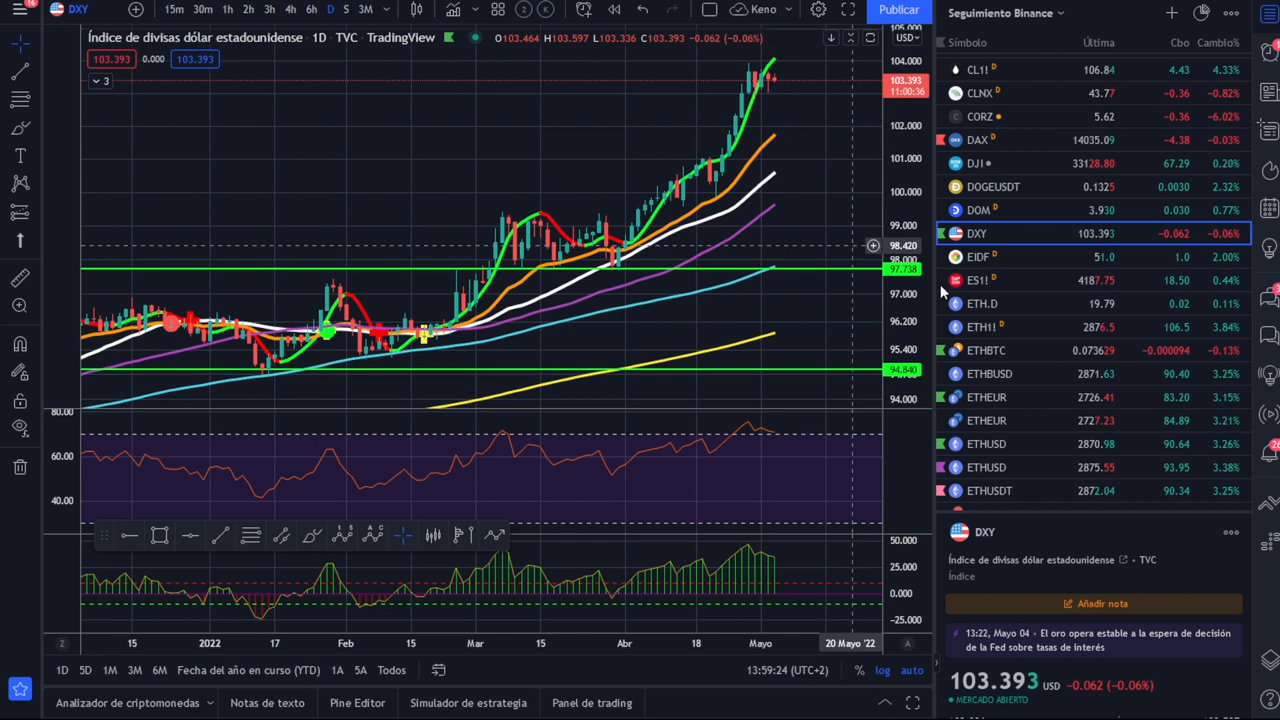 16 DXY 15m 30m 1h 2h 3h 4h 6h D S 3M 2 K Keno Publicar
Índice de divisas dólar estadounidense · 1D · TVC · TradingView O103.464 H103.597 L103.336 C103.393 −0.062 (−0.06%) USD
103.393 0.000 103.393
3
104.000
103.393
11:00:36
102.000
101.000
100.000
99.000
98.420
98.000
97.738
97.000
96.200
95.400
94.840
94.000
80.00
60.00
40.00
50.000
25.000
0.000
−25.000
Z 15 2022 17 Feb 15 Mar 15 Abr 18 Mayo 20 Mayo '22 A
1D 5D 1M 3M 6M Fecha del año en curso (YTD) 1A 5A Todos 13:59:24 (UTC+2) % log auto
Analizador de criptomonedas Notas de texto Pine Editor Simulador de estrategia Panel de trading
Seguimiento Binance
Símbolo Última Cbo Cambio%
CL1! D 106.84 4.43 4.33%
CLNX D 43.77 −0.36 −0.82%
CORZ 5.62 −0.36 −6.02%
DAX D 14035.09 −4.38 −0.03%
DJI 33128.80 67.29 0.20%
DOGEUSDT 0.1325 0.0030 2.32%
DOM D 3.930 0.030 0.77%
DXY 103.393 −0.062 −0.06%
EIDF D 51.0 1.0 2.00%
ES1! D 4187.75 18.50 0.44%
ETH.D 19.79 0.02 0.11%
ETH1! D 2876.5 106.5 3.84%
ETHBTC 0.073629 −0.000094 −0.13%
ETHBUSD 2871.63 90.40 3.25%
ETHEUR 2726.41 83.20 3.15%
ETHEUR 2727.23 84.89 3.21%
ETHUSD 2870.98 90.64 3.26%
ETHUSD 2875.55 93.95 3.38%
ETHUSDT 2872.04 90.34 3.25%
DXY
Índice de divisas dólar estadounidense · TVC
Índice
Añadir nota
13:22, Mayo 04 · El oro opera estable a la espera de decisión
de la Fed sobre tasas de interés
103.393 USD −0.062 (−0.06%)
MERCADO ABIERTO